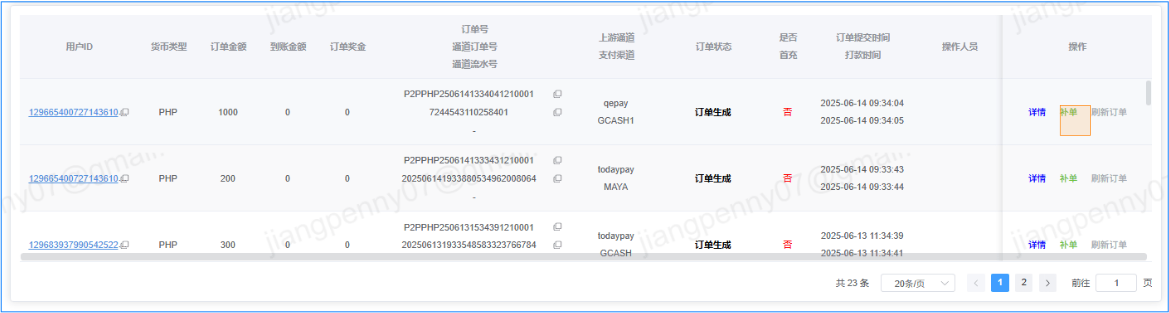 用户ID 货币类型 订单金额 到账金额 订单奖金 订单号 通道订单号 通道流水号 上游通道 支付渠道 订单状态 是否首充 订单提交时间 打款时间 操作人员 操作
129665400727143610 PHP 1000 0 0 P2PPHP2506141334041210001 qepay 订单生成 否 2025-06-14 09:34:04 详情 补单 刷新订单
7244543110258401 GCASH1 2025-06-14 09:34:05
-
129665400727143610 PHP 200 0 0 P2PPHP2506141333431210001 todaypay 订单生成 否 2025-06-14 09:33:43 详情 补单 刷新订单
20250614193380534962008064 MAYA 2025-06-14 09:33:44
-
129683937990542522 PHP 300 0 0 P2PPHP2506131534391210001 todaypay 订单生成 否 2025-06-13 11:34:39 详情 补单 刷新订单
202506131933548583323766784 GCASH 2025-06-13 11:34:41
共 23 条 20条/页 1 2 前往 1 页
jiangpenny07@gmail...